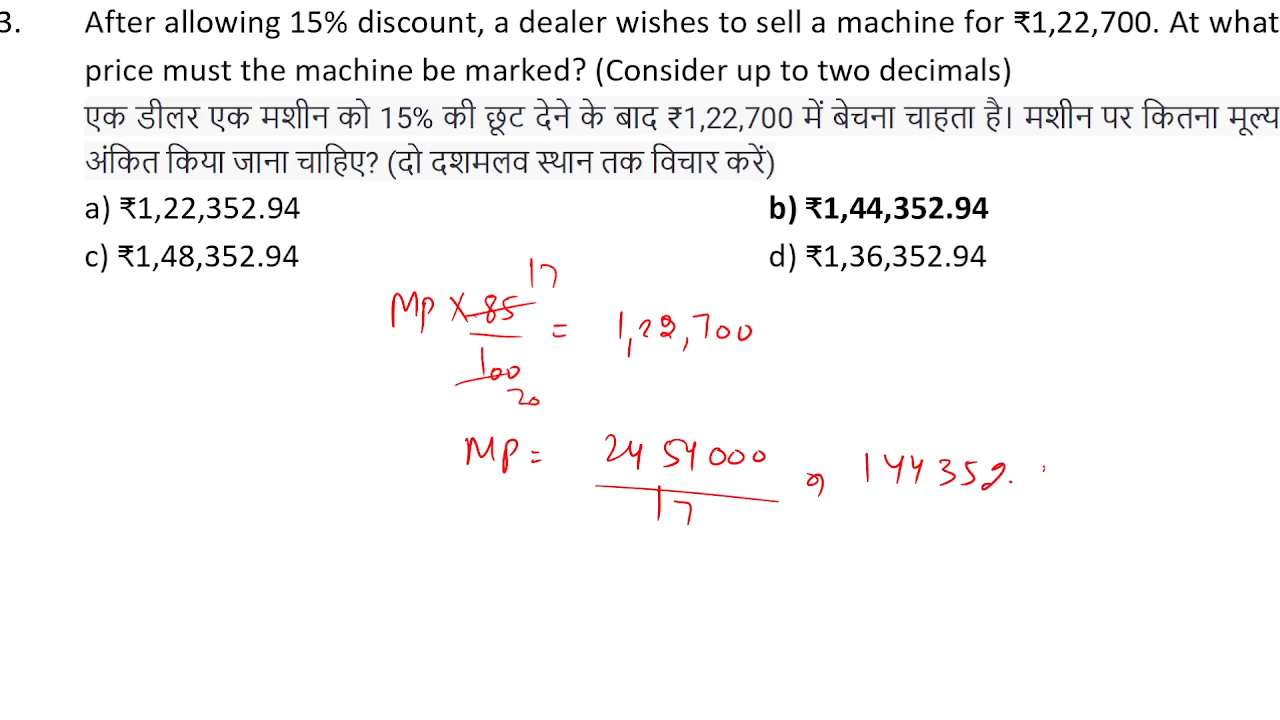 3. After allowing 15% discount, a dealer wishes to sell a machine for ₹1,22,700. At what
price must the machine be marked? (Consider up to two decimals)
एक डीलर एक मशीन को 15% की छूट देने के बाद ₹1,22,700 में बेचना चाहता है। मशीन पर कितना मूल्य
अंकित किया जाना चाहिए? (दो दशमलव स्थान तक विचार करें)
a) ₹1,22,352.94 b) ₹1,44,352.94
c) ₹1,48,352.94 d) ₹1,36,352.94
17
MP × 85 = 1,22,700
100
20
MP = 2454000 144352.
17